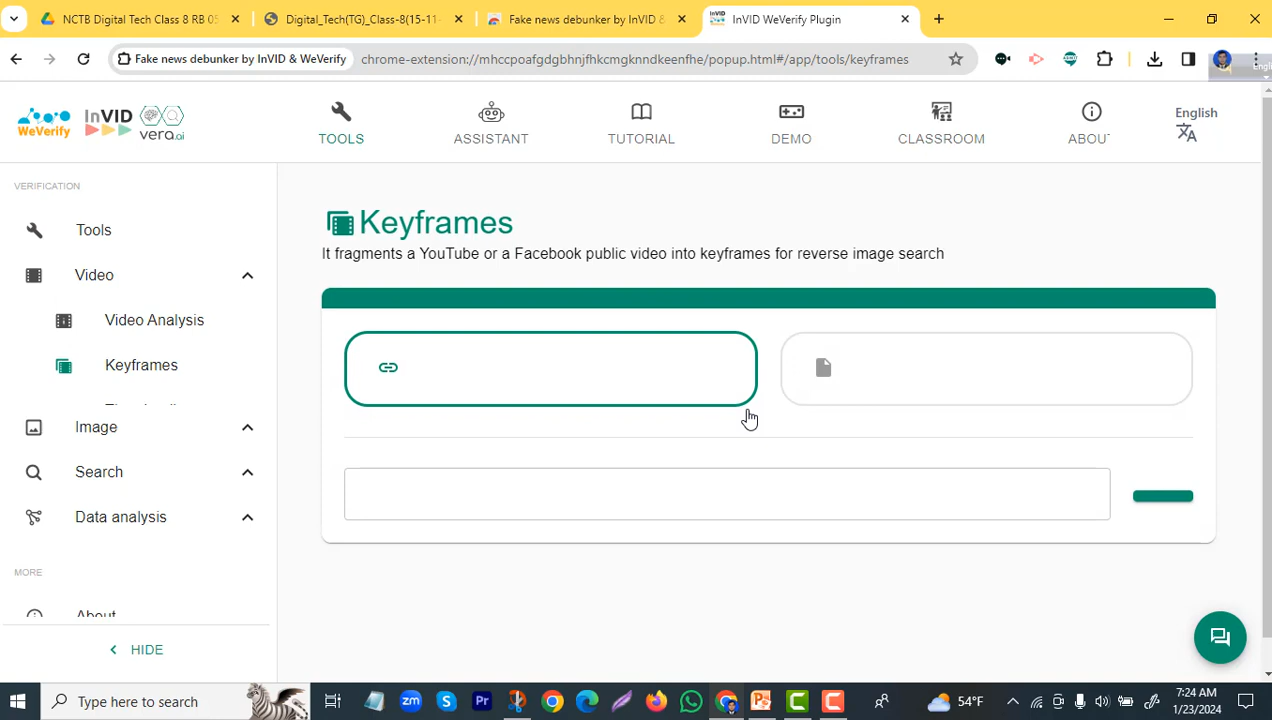 NCTB Digital Tech Class 8 RB 05
Digital_Tech(TG)_Class-8(15-11-
Fake news debunker by InVID &
InVID WeVerify Plugin
Fake news debunker by InVID & WeVerify
chrome-extension://mhccpoafgdgbhnjfhkcmgknndkeenfhe/popup.html#/app/tools/keyframes
WeVerify
InVID
vera.ai
TOOLS
ASSISTANT
TUTORIAL
DEMO
CLASSROOM
ABOU
English
VERIFICATION
Tools
Video
Video Analysis
Keyframes
Image
Search
Data analysis
MORE
About
HIDE
Keyframes
It fragments a YouTube or a Facebook public video into keyframes for reverse image search
Type here to search
zm
Pr
54°F
7:24 AM
1/23/2024